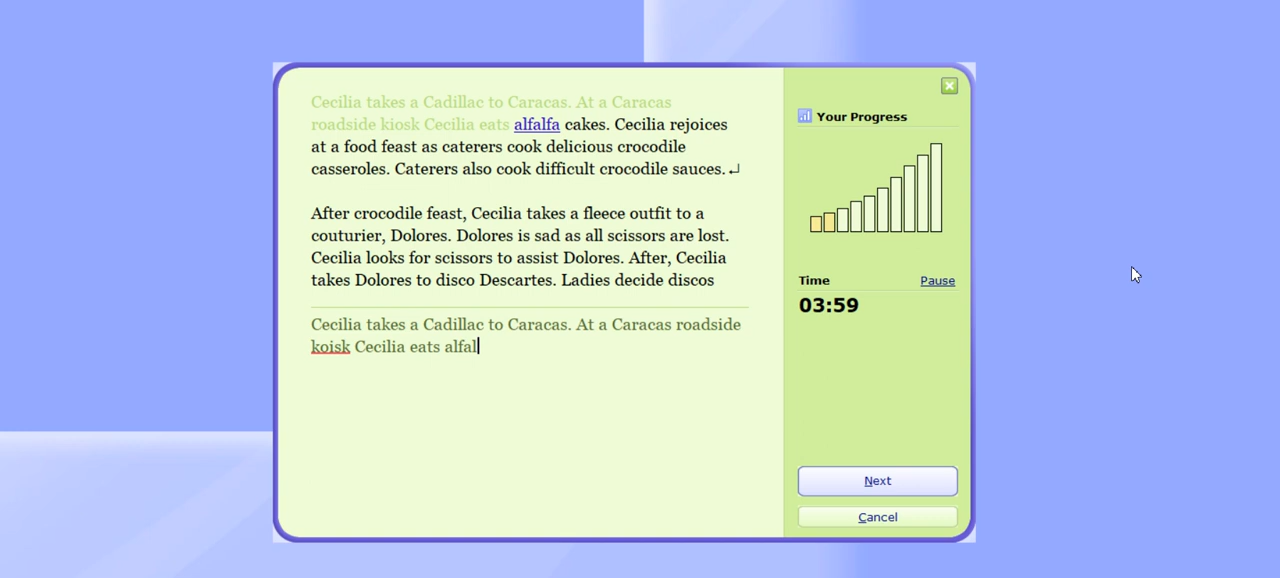 Cecilia takes a Cadillac to Caracas. At a Caracas
roadside kiosk Cecilia eats alfalfa cakes. Cecilia rejoices
at a food feast as caterers cook delicious crocodile
casseroles. Caterers also cook difficult crocodile sauces.↵
After crocodile feast, Cecilia takes a fleece outfit to a
couturier, Dolores. Dolores is sad as all scissors are lost.
Cecilia looks for scissors to assist Dolores. After, Cecilia
takes Dolores to disco Descartes. Ladies decide discos
Cecilia takes a Cadillac to Caracas. At a Caracas roadside
koisk Cecilia eats alfal
Your Progress
Time
Pause
03:59
Next
Cancel